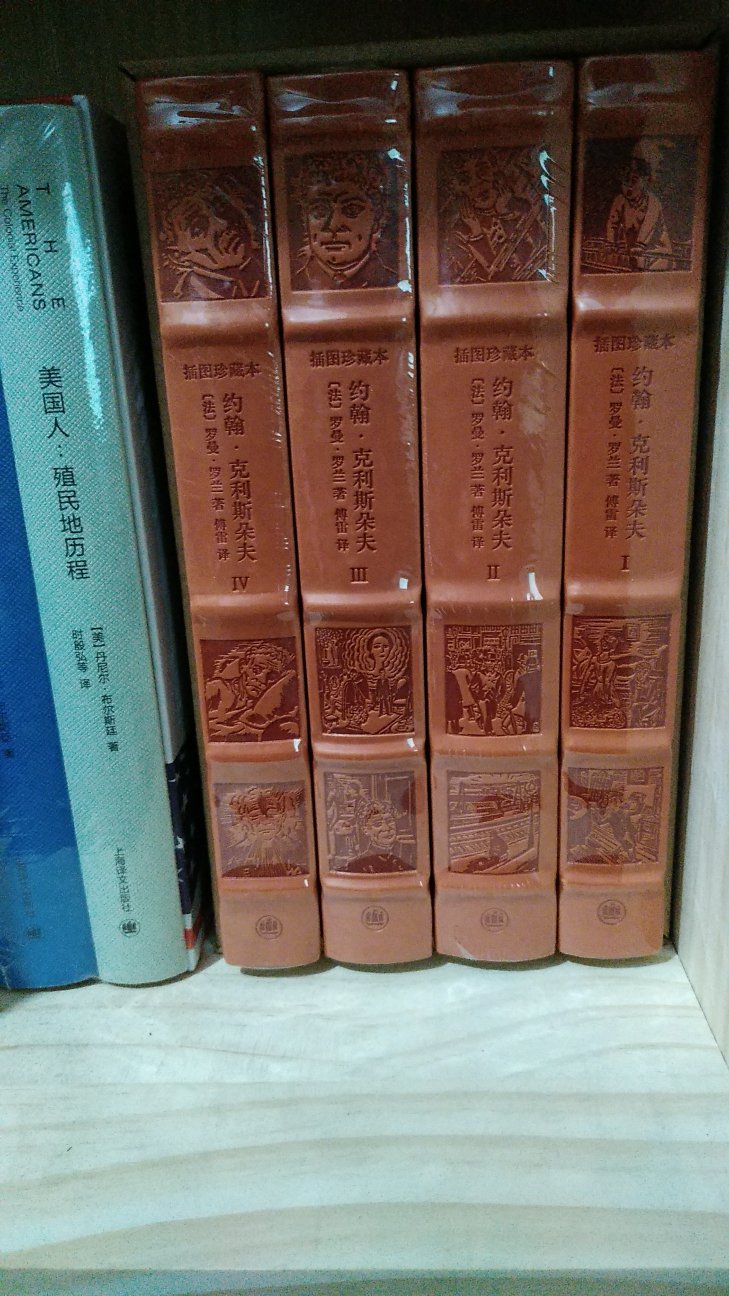 THE
AMERICANS
The Colonial Experience
美国人：殖民地历程
【美】丹尼尔·布尔斯廷 著
时殷弘等 译
上海译文出版社
插图珍藏本
约翰·克利斯朵夫
〔法〕罗曼·罗兰 著 傅雷 译
IV
插图珍藏本
约翰·克利斯朵夫
〔法〕罗曼·罗兰 著 傅雷 译
III
插图珍藏本
约翰·克利斯朵夫
〔法〕罗曼·罗兰 著 傅雷 译
II
插图珍藏本
约翰·克利斯朵夫
〔法〕罗曼·罗兰 著 傅雷 译
I